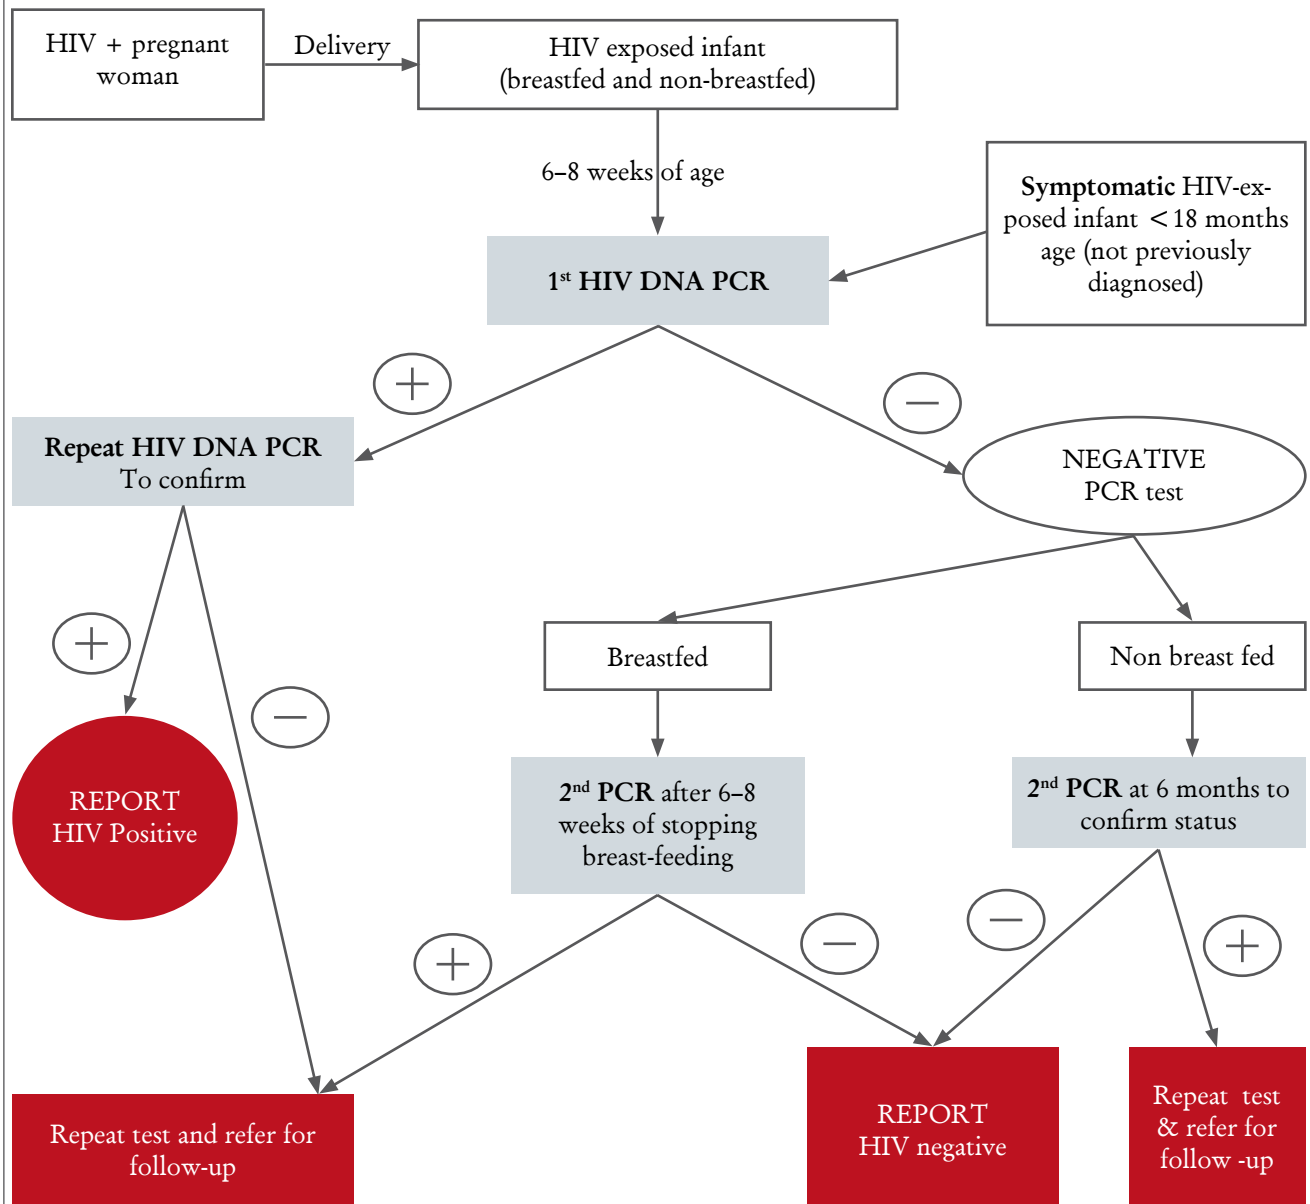 HIV + pregnant
woman
Delivery
HIV exposed infant
(breastfed and non-breastfed)
6–8 weeks of age
Symptomatic HIV-ex-
posed infant < 18 months
age (not previously
diagnosed)
1st HIV DNA PCR
+
−
Repeat HIV DNA PCR
To confirm
NEGATIVE
PCR test
+
−
Breastfed
Non breast fed
REPORT
HIV Positive
2nd PCR after 6–8
weeks of stopping
breast-feeding
2nd PCR at 6 months to
confirm status
+
−
−
+
Repeat test and refer for
follow-up
REPORT
HIV negative
Repeat test
& refer for
follow -up